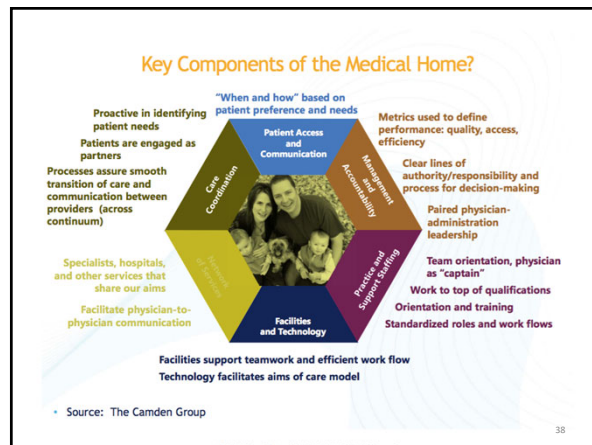 Key Components of the Medical Home?
"When and how" based on
patient preference and needs
Proactive in identifying
patient needs
Patients are engaged as
partners
Processes assure smooth
transition of care and
communication between
providers (across
continuum)
Care
Coordination
Patient Access
and
Communication
Management
and
Accountability
Metrics used to define
performance: quality, access,
efficiency
Clear lines of
authority/responsibility and
process for decision-making
Paired physician-
administration
leadership
Specialists, hospitals,
and other services that
share our aims
Facilitate physician-to-
physician communication
Network
of Services
Facilities
and Technology
Practice and
Support Staffing
Team orientation, physician
as "captain"
Work to top of qualifications
Orientation and training
Standardized roles and work flows
Facilities support teamwork and efficient work flow
Technology facilitates aims of care model
• Source: The Camden Group
38